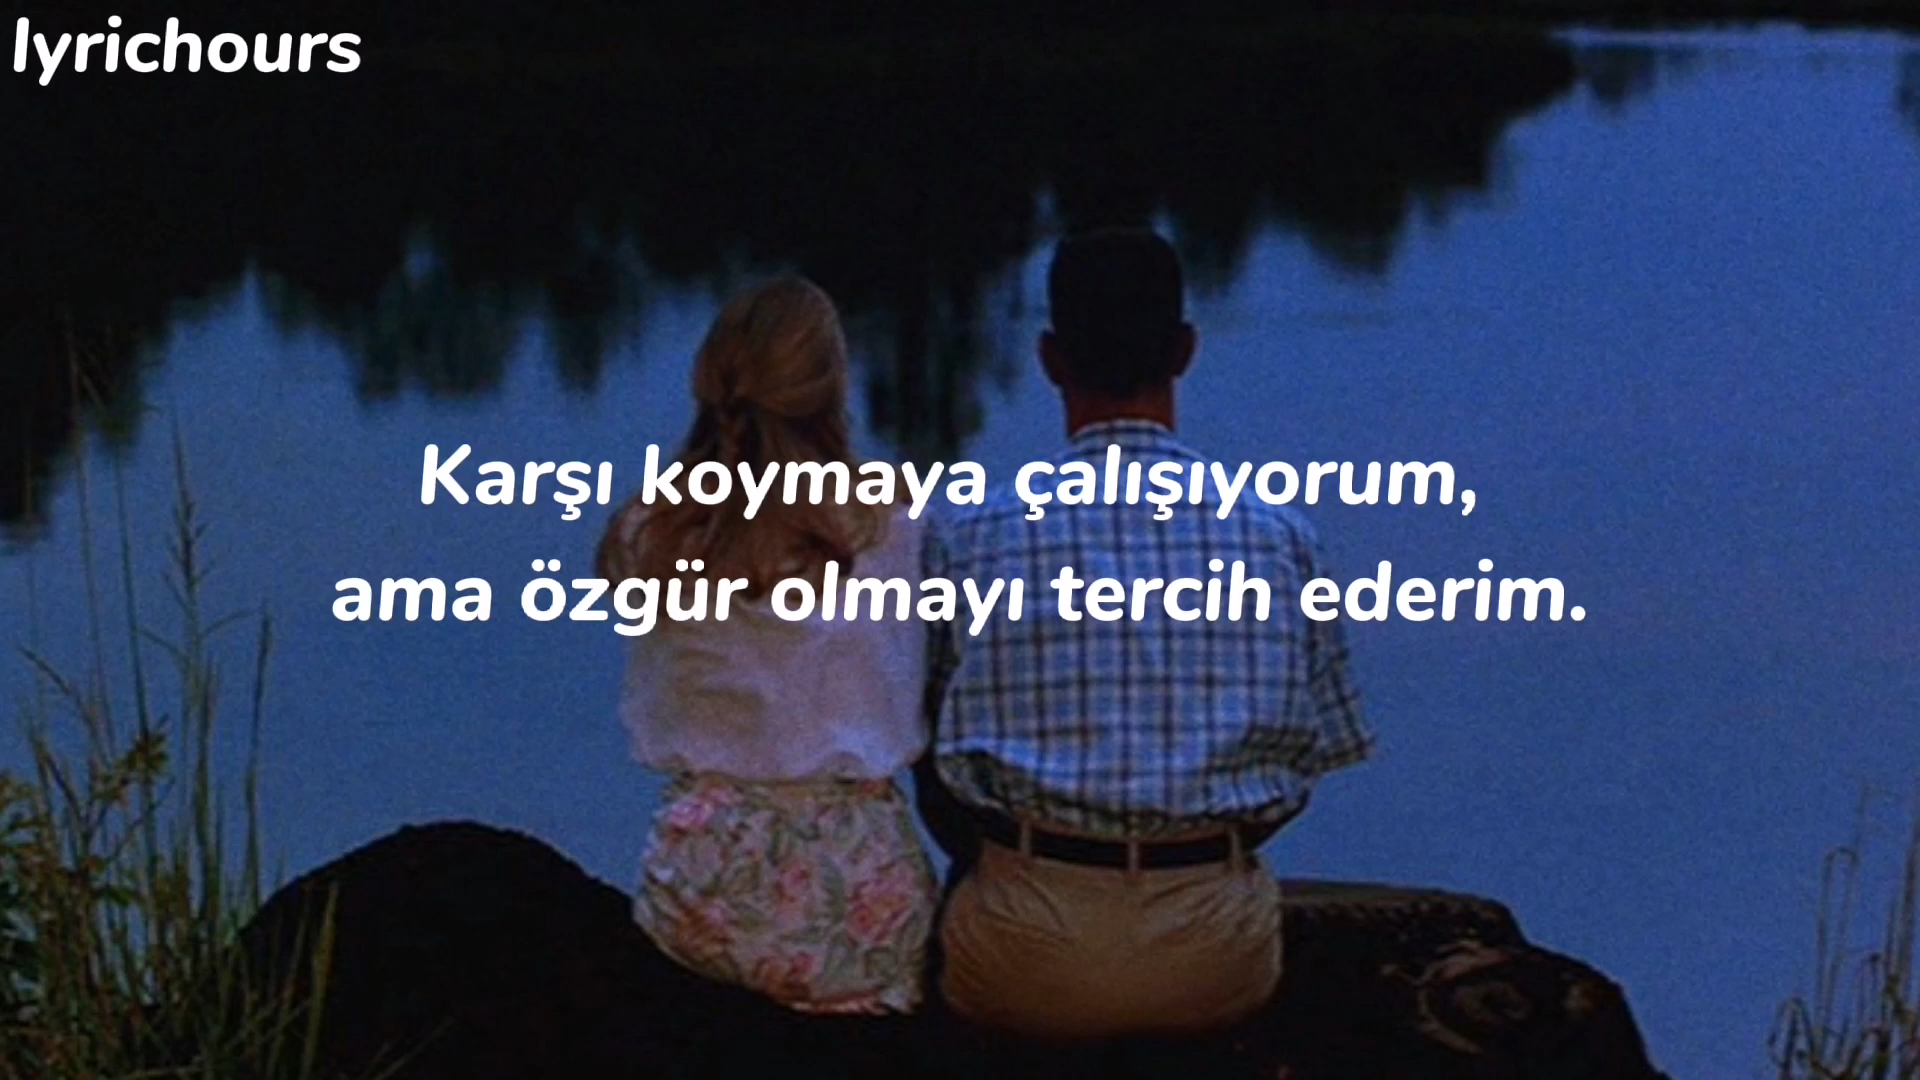 lyrichours
Karşı koymaya çalışıyorum,
ama özgür olmayı tercih ederim.